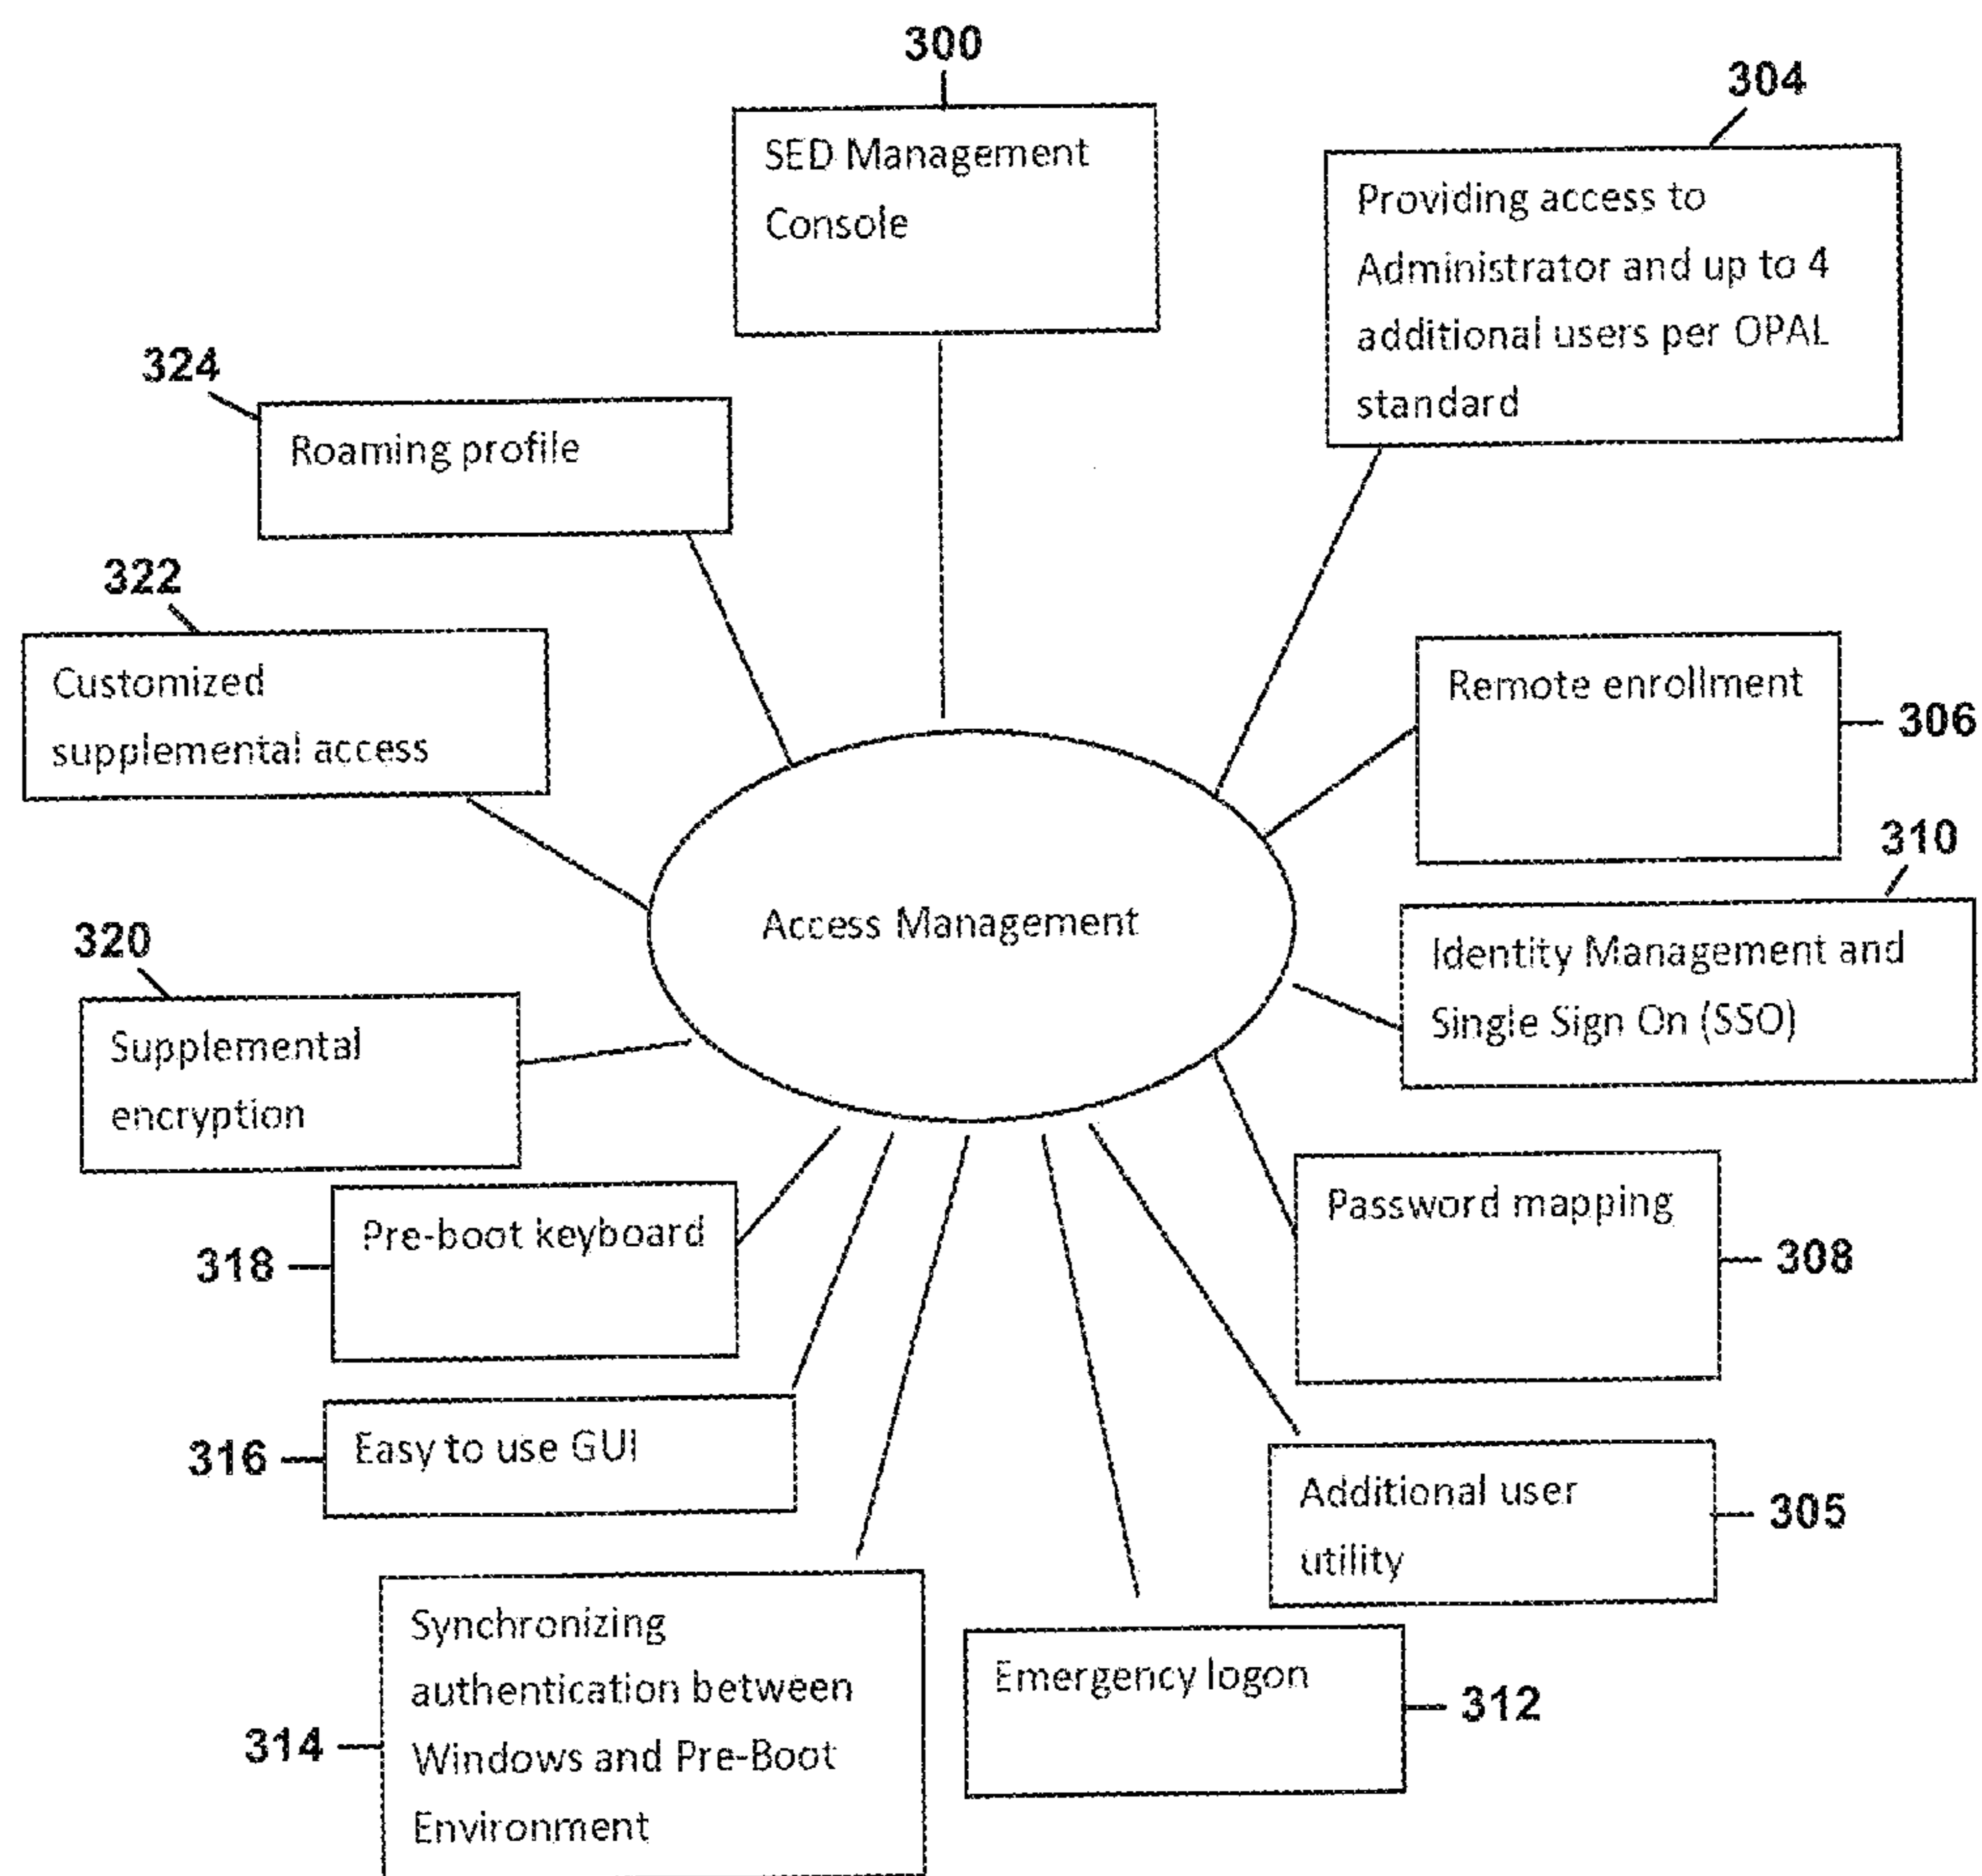 300
SED Management
Console
304
Providing access to
Administrator and up to 4
additional users per OPAL
standard
324
Roaming profile
322
Customized
supplemental access
Remote enrollment
306
310
Identity Management and
Single Sign On (SSO)
Access Management
320
Supplemental
encryption
Password mapping
308
318
Pre-boot keyboard
316
Easy to use GUI
Additional user
utility
305
314
Synchronizing
authentication between
Windows and Pre-Boot
Environment
Emergency logon
312